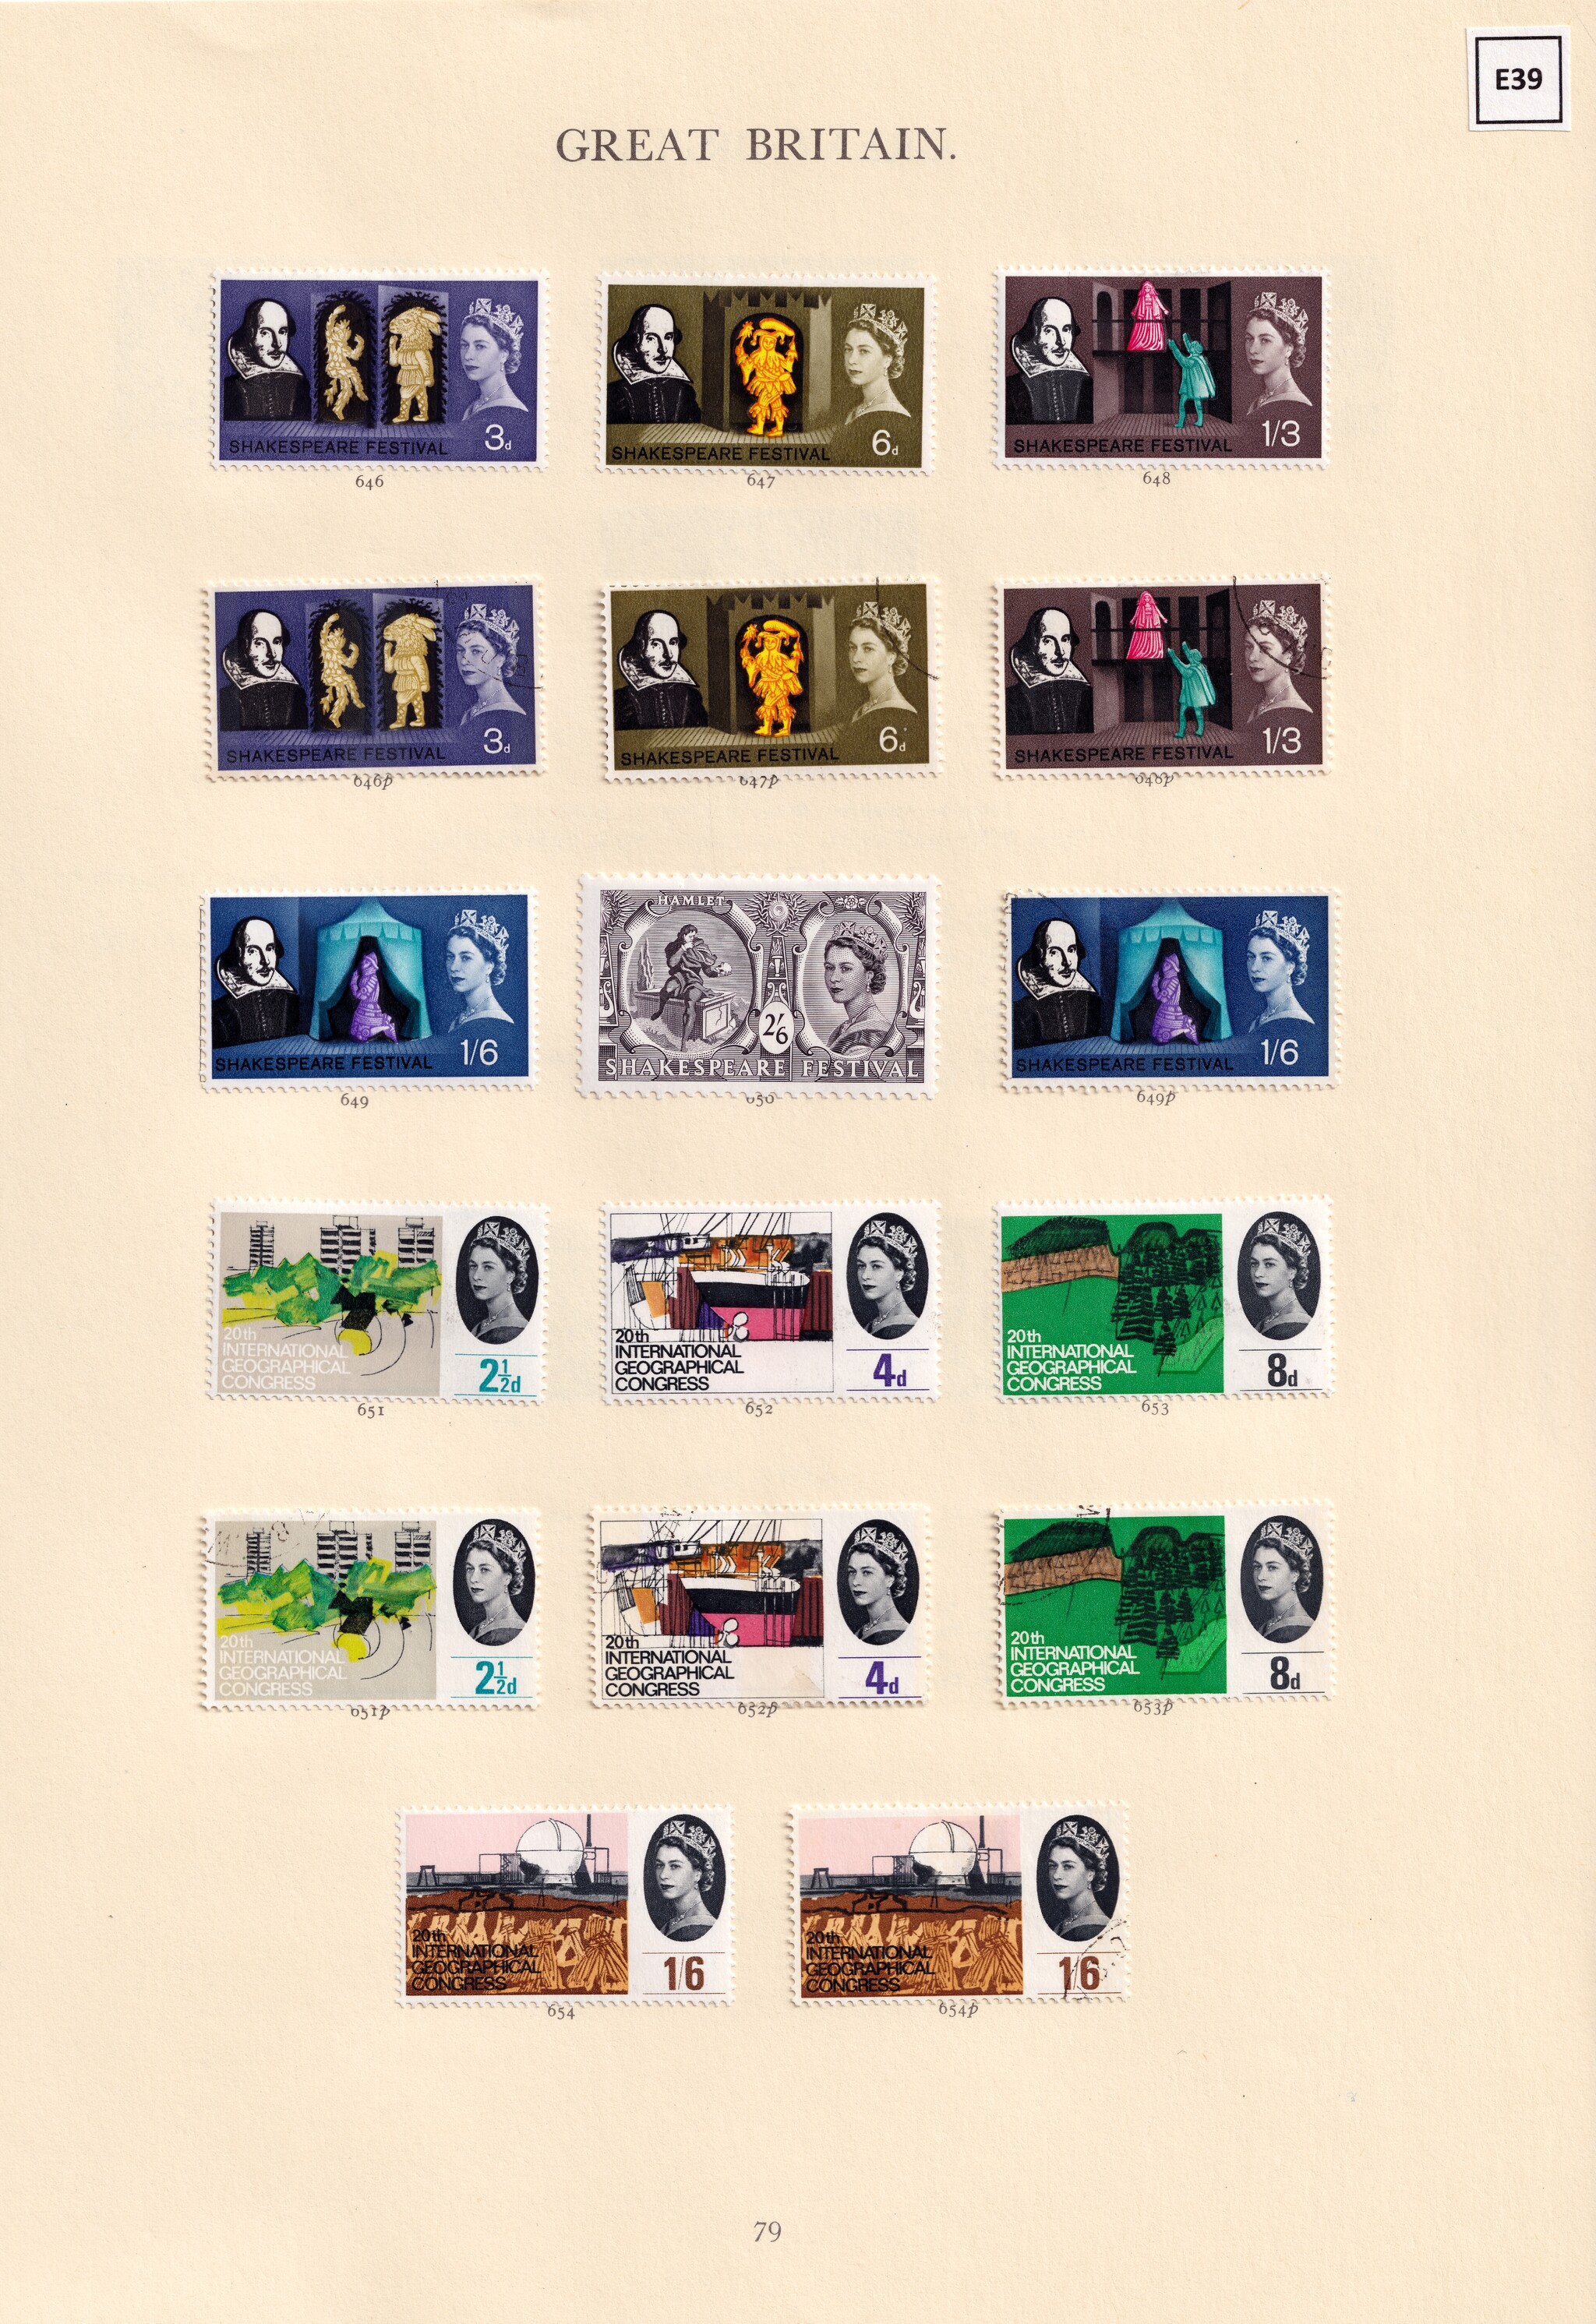 E39
GREAT BRITAIN.
SHAKESPEARE FESTIVAL 3d
646
SHAKESPEARE FESTIVAL 6d
647
SHAKESPEARE FESTIVAL 1/3
648
SHAKESPEARE FESTIVAL 3d
646p
SHAKESPEARE FESTIVAL 6d
647p
SHAKESPEARE FESTIVAL 1/3
648p
SHAKESPEARE FESTIVAL 1/6
649
HAMLET
2/6
SHAKESPEARE FESTIVAL
650
SHAKESPEARE FESTIVAL 1/6
649p
20th
INTERNATIONAL
GEOGRAPHICAL
CONGRESS
2½d
651
20th
INTERNATIONAL
GEOGRAPHICAL
CONGRESS
4d
652
20th
INTERNATIONAL
GEOGRAPHICAL
CONGRESS
8d
653
20th
INTERNATIONAL
GEOGRAPHICAL
CONGRESS
2½d
651p
20th
INTERNATIONAL
GEOGRAPHICAL
CONGRESS
4d
652p
20th
INTERNATIONAL
GEOGRAPHICAL
CONGRESS
8d
653p
20th
INTERNATIONAL
GEOGRAPHICAL
CONGRESS
1/6
654
20th
INTERNATIONAL
GEOGRAPHICAL
CONGRESS
1/6
654p
79